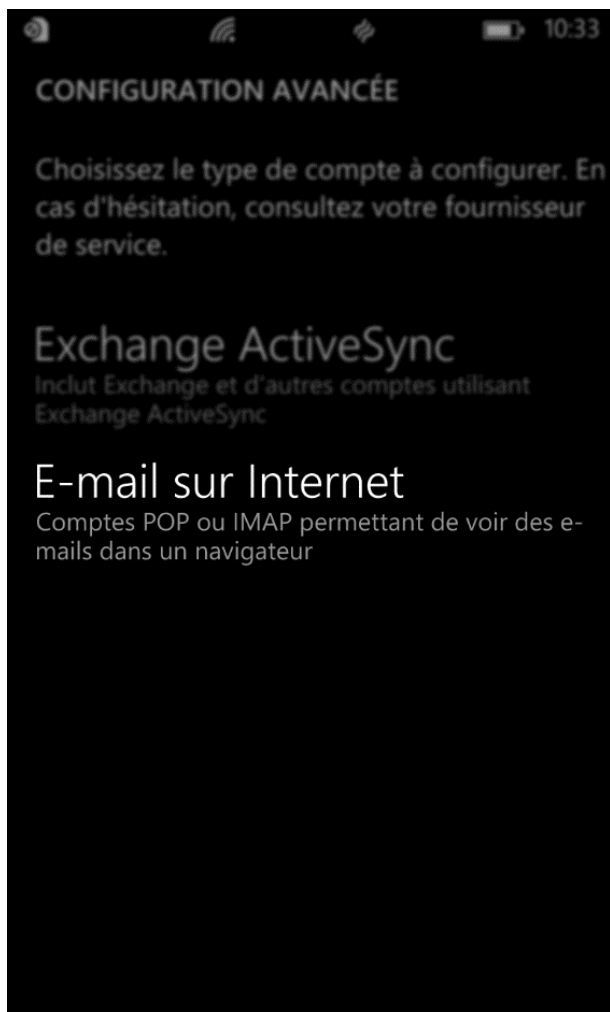 10:33
CONFIGURATION AVANCÉE
Choisissez le type de compte à configurer. En
cas d'hésitation, consultez votre fournisseur
de service.
Exchange ActiveSync
Inclut Exchange et d'autres comptes utilisant
Exchange ActiveSync
E-mail sur Internet
Comptes POP ou IMAP permettant de voir des e-
mails dans un navigateur